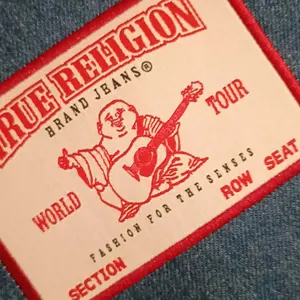 TRUE RELIGION
BRAND JEANS®
WORLD TOUR
FASHION FOR THE SENSES
SECTION ROW SEAT